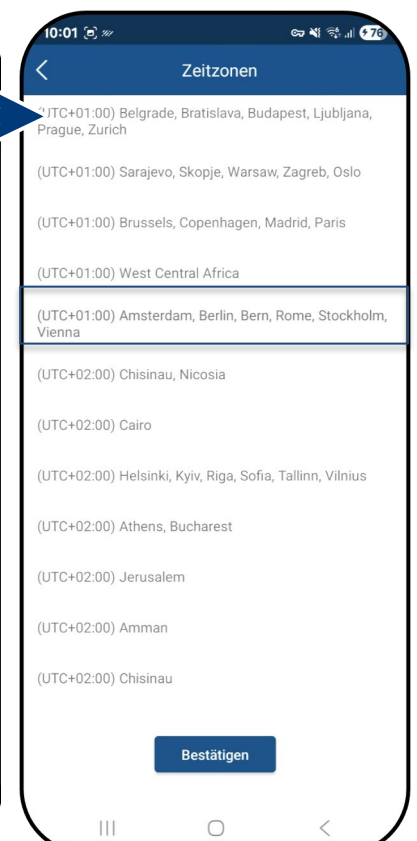 10:01
76
Zeitzonen
(UTC+01:00) Belgrade, Bratislava, Budapest, Ljubljana,
Prague, Zurich
(UTC+01:00) Sarajevo, Skopje, Warsaw, Zagreb, Oslo
(UTC+01:00) Brussels, Copenhagen, Madrid, Paris
(UTC+01:00) West Central Africa
(UTC+01:00) Amsterdam, Berlin, Bern, Rome, Stockholm,
Vienna
(UTC+02:00) Chisinau, Nicosia
(UTC+02:00) Cairo
(UTC+02:00) Helsinki, Kyiv, Riga, Sofia, Tallinn, Vilnius
(UTC+02:00) Athens, Bucharest
(UTC+02:00) Jerusalem
(UTC+02:00) Amman
(UTC+02:00) Chisinau
Bestätigen